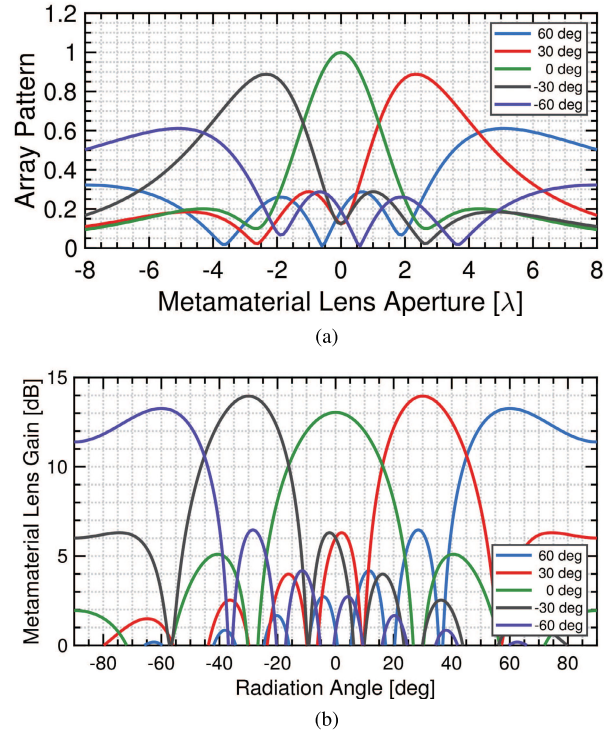 1.2
1
0.8
0.6
0.4
0.2
0
Array Pattern
60 deg
30 deg
0 deg
-30 deg
-60 deg
-8 -6 -4 -2 0 2 4 6 8
Metamaterial Lens Aperture [λ]
(a)
15
10
5
0
Metamaterial Lens Gain [dB]
60 deg
30 deg
0 deg
-30 deg
-60 deg
-80 -60 -40 -20 0 20 40 60 80
Radiation Angle [deg]
(b)